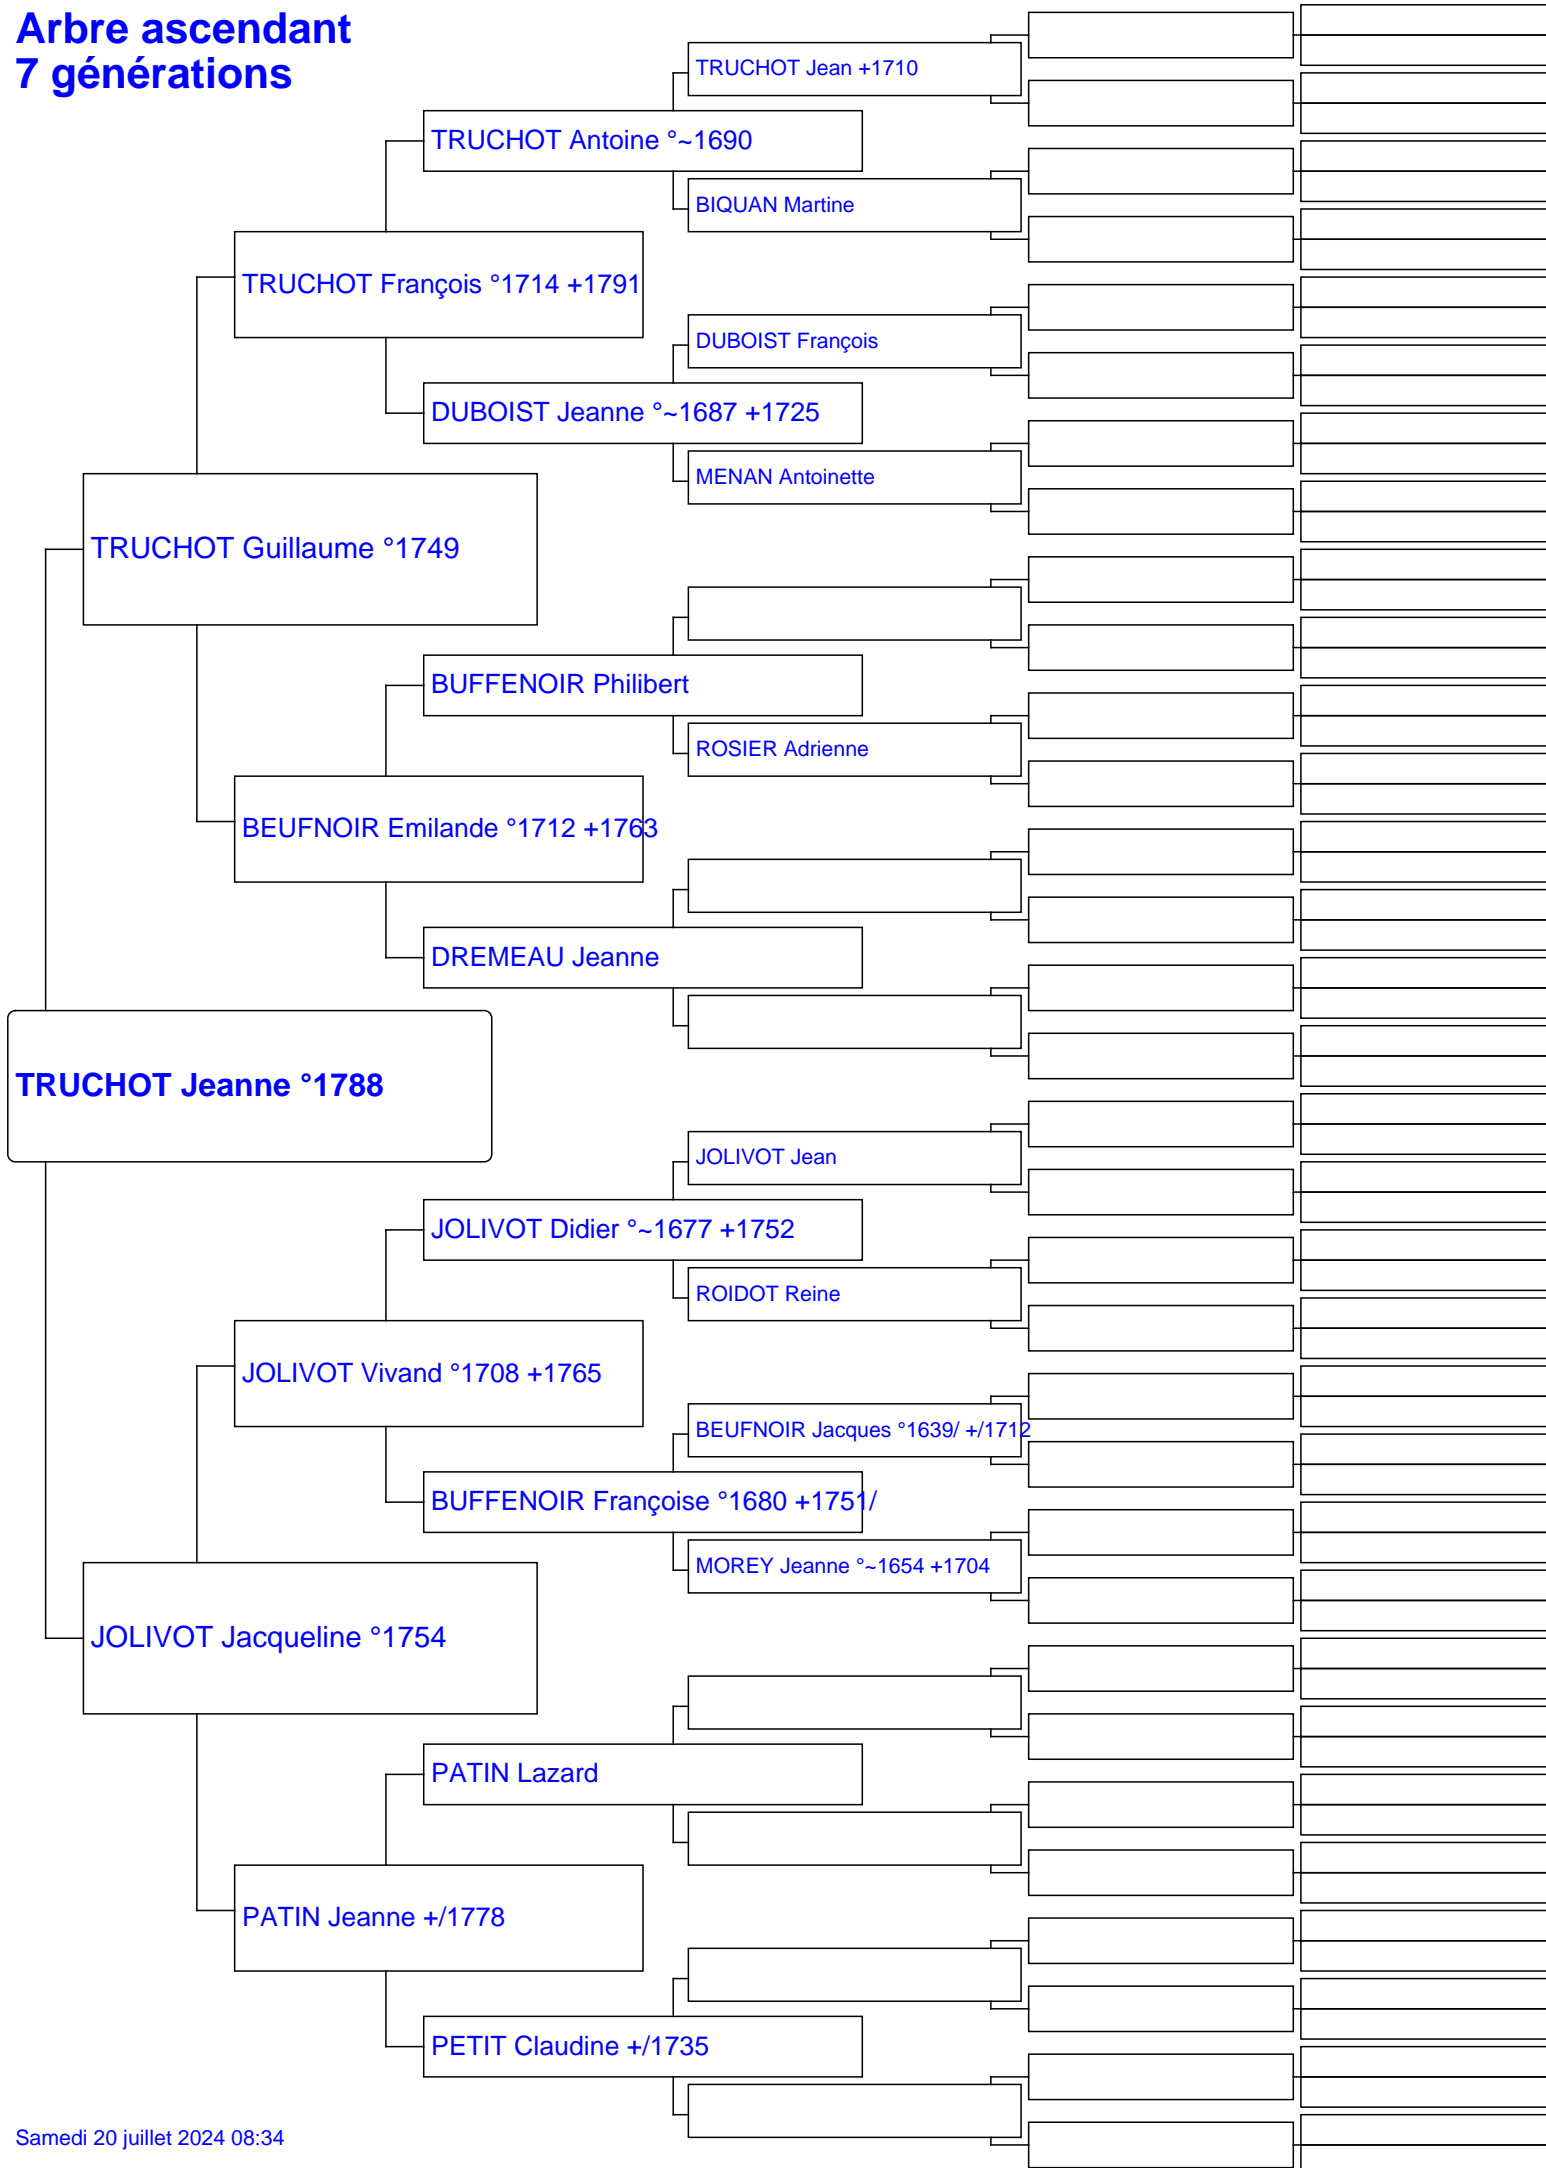 Arbre ascendant
7 générations
TRUCHOT Jean +1710
TRUCHOT Antoine °~1690
BIQUAN Martine
TRUCHOT François °1714 +1791
DUBOIST François
DUBOIST Jeanne °~1687 +1725
MENAN Antoinette
TRUCHOT Guillaume °1749
BUFFENOIR Philibert
ROSIER Adrienne
BEUFNOIR Emilande °1712 +1763
DREMEAU Jeanne
TRUCHOT Jeanne °1788
JOLIVOT Jean
JOLIVOT Didier °~1677 +1752
ROIDOT Reine
JOLIVOT Vivand °1708 +1765
BEUFNOIR Jacques °1639/ +/1712
BUFFENOIR Françoise °1680 +1751/
MOREY Jeanne °~1654 +1704
JOLIVOT Jacqueline °1754
PATIN Lazard
PATIN Jeanne +/1778
PETIT Claudine +/1735
Samedi 20 juillet 2024 08:34